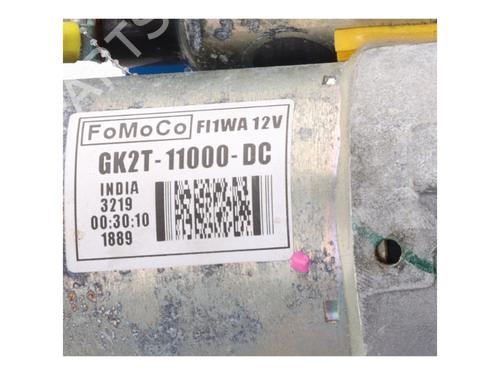 FoMoCo FI1WA 12V
GK2T-11000-DC
INDIA
3219
00:30:10
1889